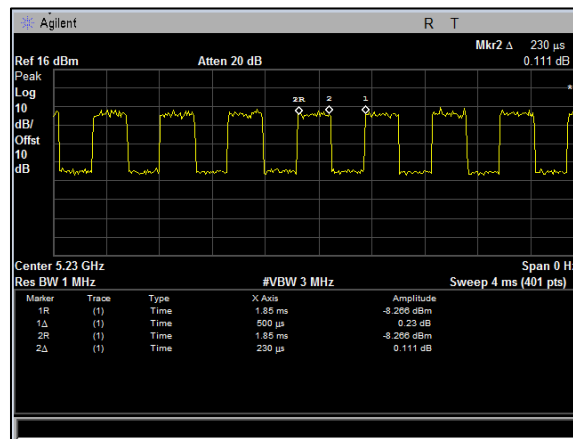 Agilent R T
Mkr2 Δ 230 µs
Ref 16 dBm Atten 20 dB 0.111 dB
Peak
Log
10
dB/
Offst
10
dB
2R 2 1
*
Center 5.23 GHz Span 0 Hz
Res BW 1 MHz #VBW 3 MHz Sweep 4 ms (401 pts)
Marker Trace Type X Axis Amplitude
1R (1) Time 1.85 ms -8.266 dBm
1Δ (1) Time 500 µs 0.23 dB
2R (1) Time 1.85 ms -8.266 dBm
2Δ (1) Time 230 µs 0.111 dB